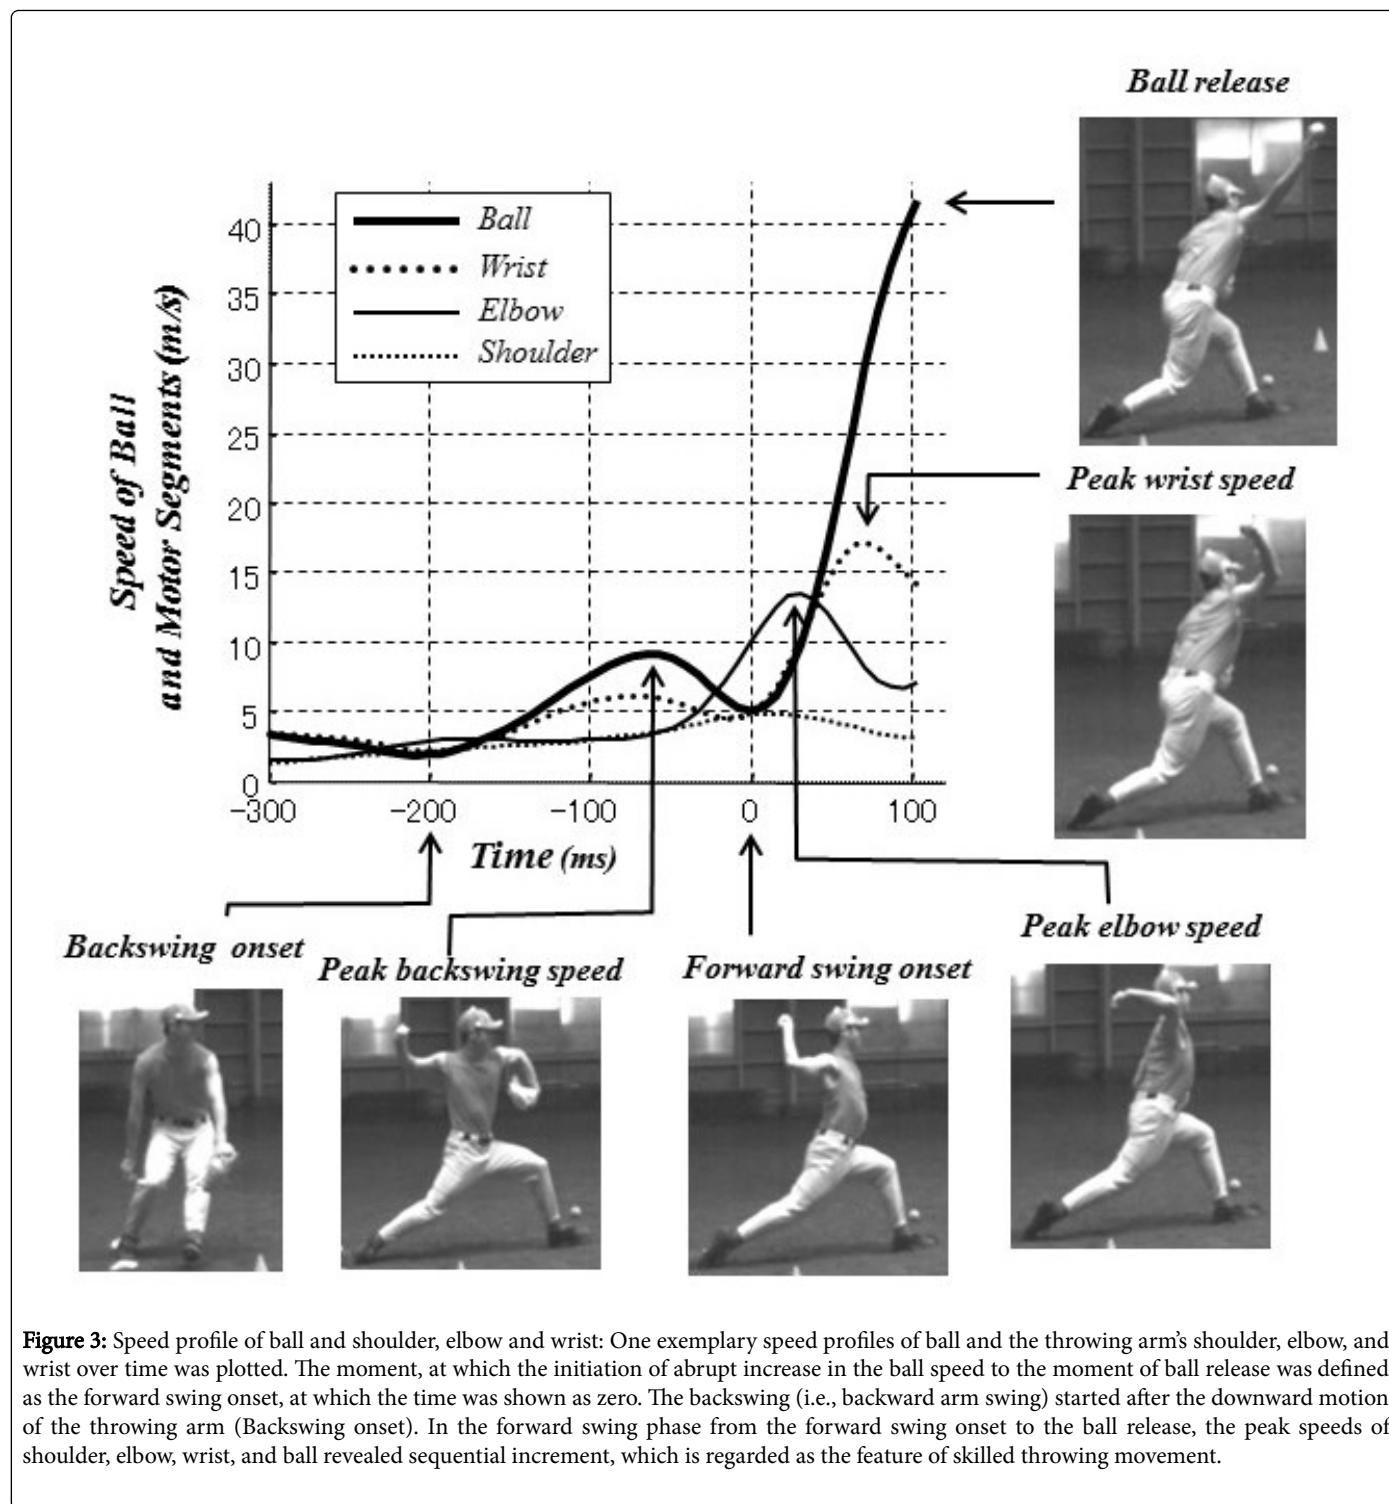 Ball release
Ball
Wrist
Elbow
Shoulder
Speed of Ball
and Motor Segments (m/s)
40
35
30
25
20
15
10
5
0
-300
-200
-100
0
100
Time (ms)
Peak wrist speed
Backswing onset
Peak backswing speed
Forward swing onset
Peak elbow speed
Figure 3: Speed profile of ball and shoulder, elbow and wrist: One exemplary speed profiles of ball and the throwing arm's shoulder, elbow, and
wrist over time was plotted. The moment, at which the initiation of abrupt increase in the ball speed to the moment of ball release was defined
as the forward swing onset, at which the time was shown as zero. The backswing (i.e., backward arm swing) started after the downward motion
of the throwing arm (Backswing onset). In the forward swing phase from the forward swing onset to the ball release, the peak speeds of
shoulder, elbow, wrist, and ball revealed sequential increment, which is regarded as the feature of skilled throwing movement.